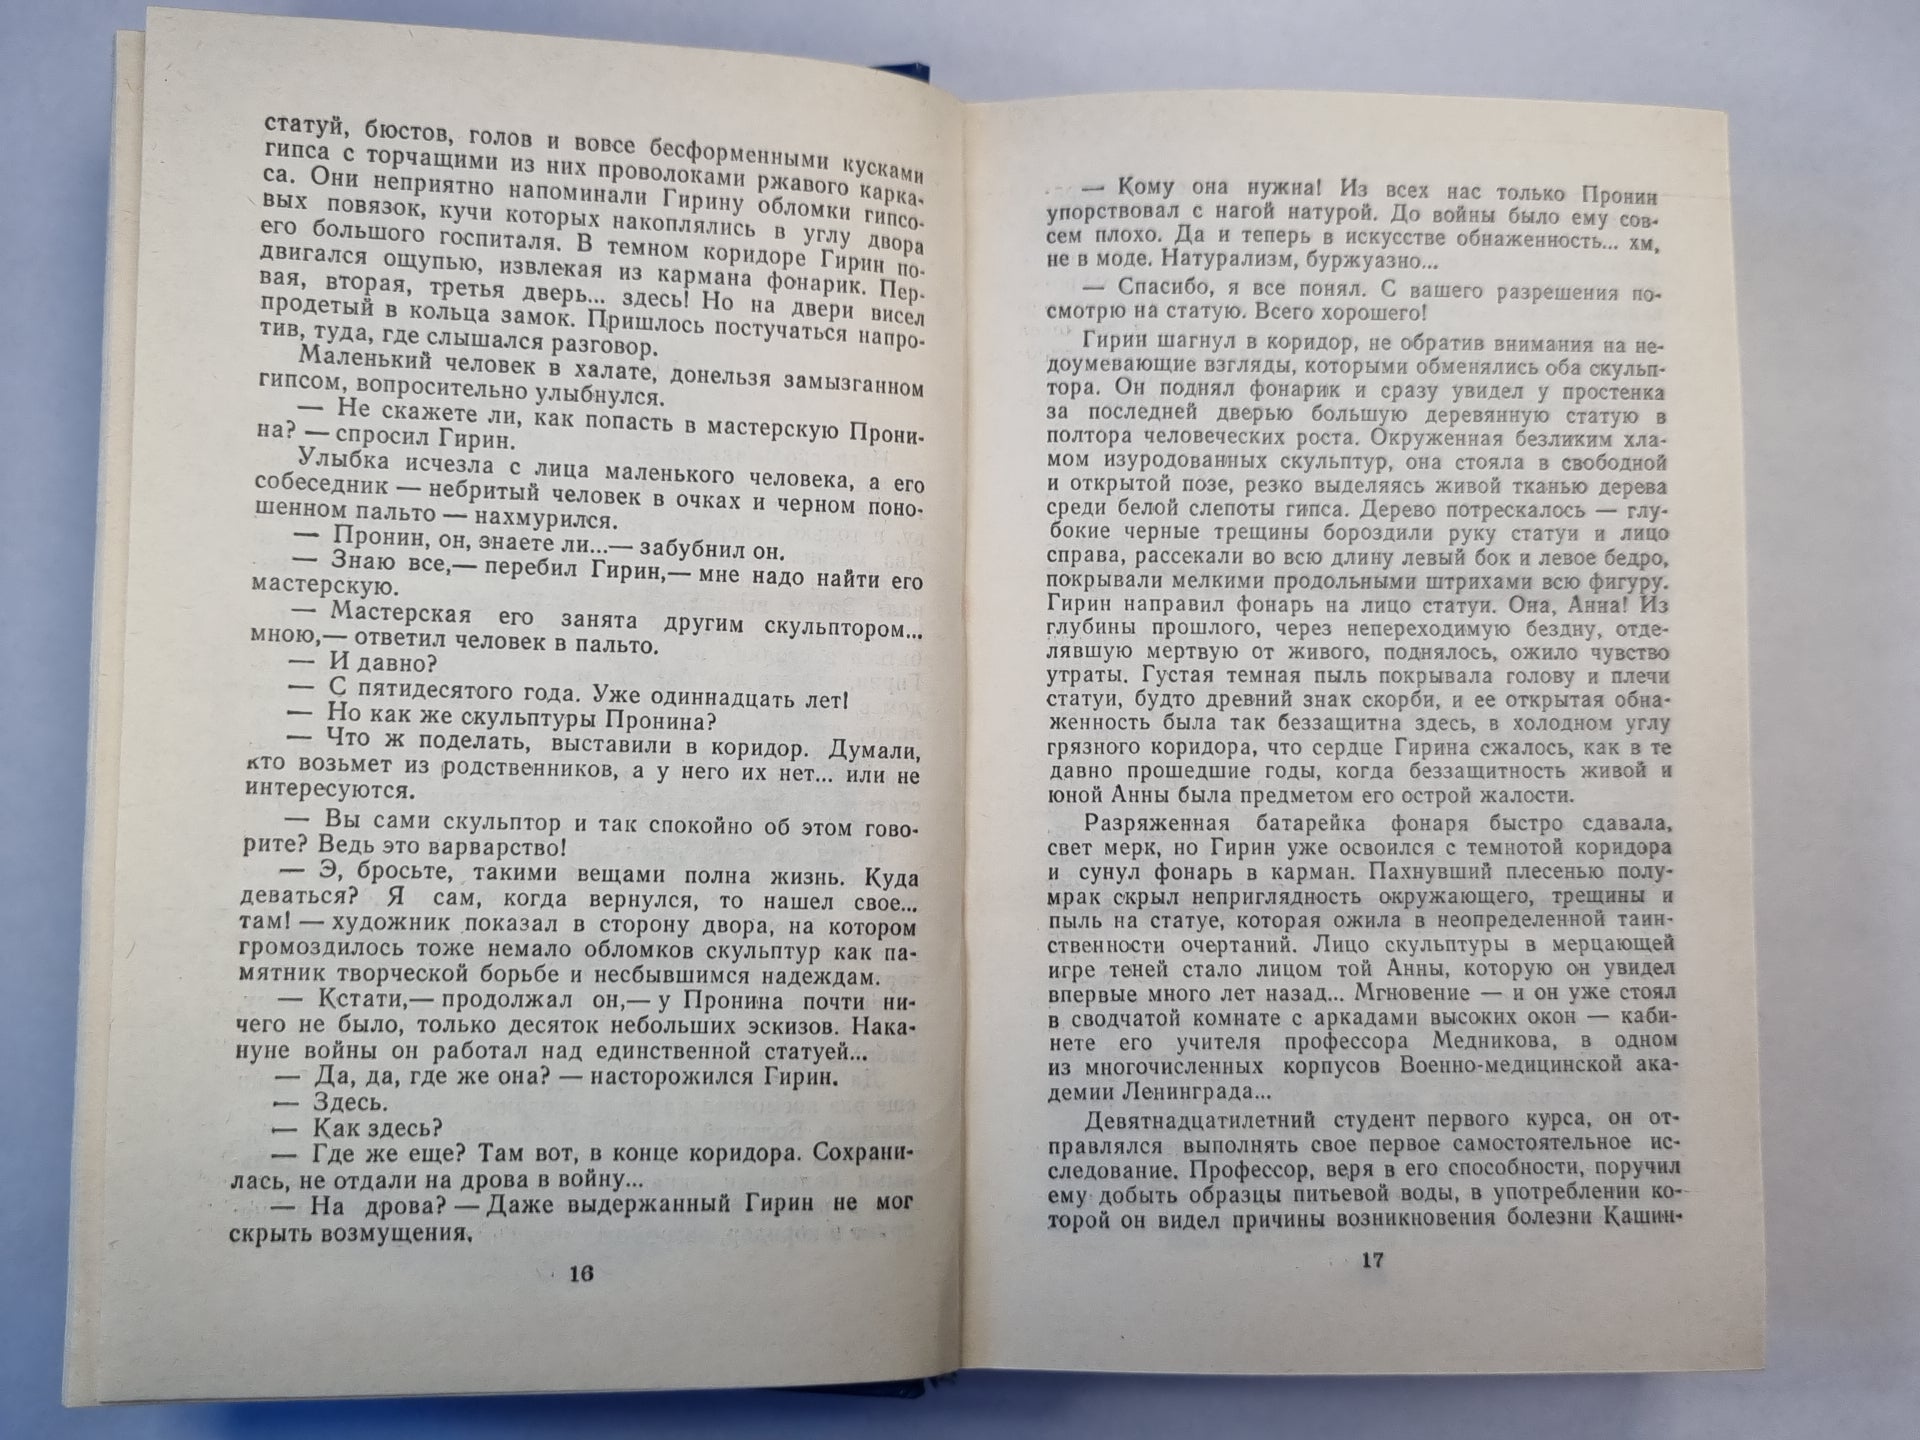 статуй, бюстов, голов и вовсе бесформенными кусками
гипса с торчащими из них проволоками ржавого карка-
са. Они неприятно напоминали Гирину обломки гипсо-
вых повязок, кучи которых накоплялись в углу двора
его большого госпиталя. В темном коридоре Гирин по-
двигался ощупью, извлекая из кармана фонарик. Пер-
вая, вторая, третья дверь... здесь! Но на двери висел
продетый в кольца замок. Пришлось постучаться напро-
тив, туда, где слышался разговор.
Маленький человек в халате, донельзя замызганном
гипсом, вопросительно улыбнулся.
— Не скажете ли, как попасть в мастерскую Прони-
на? — спросил Гирин.
Улыбка исчезла с лица маленького человека, а его
собеседник — небритый человек в очках и черном поно-
шенном пальто — нахмурился.
— Пронин, он, знаете ли...— забубнил он.
— Знаю все,— перебил Гирин,— мне надо найти его
мастерскую.
— Мастерская его занята другим скульптором...
мною,— ответил человек в пальто.
— И давно?
— С пятидесятого года. Уже одиннадцать лет!
— Но как же скульптуры Пронина?
— Что ж поделать, выставили в коридор. Думали,
кто возьмет из родственников, а у него их нет... или не
интересуются.
— Вы сами скульптор и так спокойно об этом гово-
рите? Ведь это варварство!
— Э, бросьте, такими вещами полна жизнь. Куда
деваться? Я сам, когда вернулся, то нашел свое...
там! — художник показал в сторону двора, на котором
громоздилось тоже немало обломков скульптур как па-
мятник творческой борьбе и несбывшимся надеждам.
— Кстати,— продолжал он,— у Пронина почти ни-
чего не было, только десяток небольших эскизов. Нака-
нуне войны он работал над единственной статуей...
— Да, да, где же она? — насторожился Гирин.
— Здесь.
— Как здесь?
— Где же еще? Там вот, в конце коридора. Сохрани-
лась, не отдали на дрова в войну...
— На дрова? — Даже выдержанный Гирин не мог
скрыть возмущения.
16
— Кому она нужна! Из всех нас только Пронин
упорствовал с нагой натурой. До войны было ему сов-
сем плохо. Да и теперь в искусстве обнаженность... хм,
не в моде. Натурализм, буржуазно...
— Спасибо, я все понял. С вашего разрешения по-
смотрю на статую. Всего хорошего!
Гирин шагнул в коридор, не обратив внимания на не-
доумевающие взгляды, которыми обменялись оба скульп-
тора. Он поднял фонарик и сразу увидел у простенка
за последней дверью большую деревянную статую в
полтора человеческих роста. Окруженная безликим хла-
мом изуродованных скульптур, она стояла в свободной
и открытой позе, резко выделяясь живой тканью дерева
среди белой слепоты гипса. Дерево потрескалось — глу-
бокие черные трещины бороздили руку статуи и лицо
справа, рассекали во всю длину левый бок и левое бедро,
покрывали мелкими продольными штрихами всю фигуру.
Гирин направил фонарь на лицо статуи. Она, Анна! Из
глубины прошлого, через непереходимую бездну, отде-
лявшую мертвую от живого, поднялось, ожило чувство
утраты. Густая темная пыль покрывала голову и плечи
статуи, будто древний знак скорби, и ее открытая обна-
женность была так беззащитна здесь, в холодном углу
грязного коридора, что сердце Гирина сжалось, как в те
давно прошедшие годы, когда беззащитность живой и
юной Анны была предметом его острой жалости.
Разряженная батарейка фонаря быстро сдавала,
свет мерк, но Гирин уже освоился с темнотой коридора
и сунул фонарь в карман. Пахнувший плесенью полу-
мрак скрыл неприглядность окружающего, трещины и
пыль на статуе, которая ожила в неопределенной таин-
ственности очертаний. Лицо скульптуры в мерцающей
игре теней стало лицом той Анны, которую он увидел
впервые много лет назад... Мгновение — и он уже стоял
в сводчатой комнате с аркадами высоких окон — каби-
нете его учителя профессора Медникова, в одном
из многочисленных корпусов Военно-медицинской ака-
демии Ленинграда...
Девятнадцатилетний студент первого курса, он от-
правлялся выполнять свое первое самостоятельное ис-
следование. Профессор, веря в его способности, поручил
ему добыть образцы питьевой воды, в употреблении ко-
торой он видел причины возникновения болезни Кашин-
17